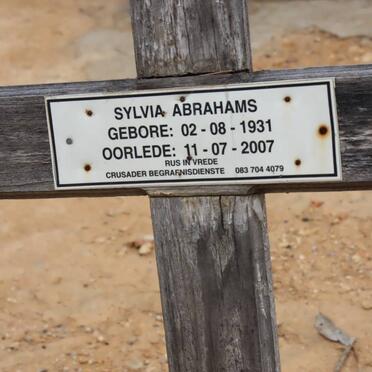 SYLVIA ABRAHAMS
GEBORE: 02 - 08 - 1931
OORLEDE: 11 - 07 - 2007
RUS IN VREDE
CRUSADER BEGRAFNISDIENSTE 083 704 4079